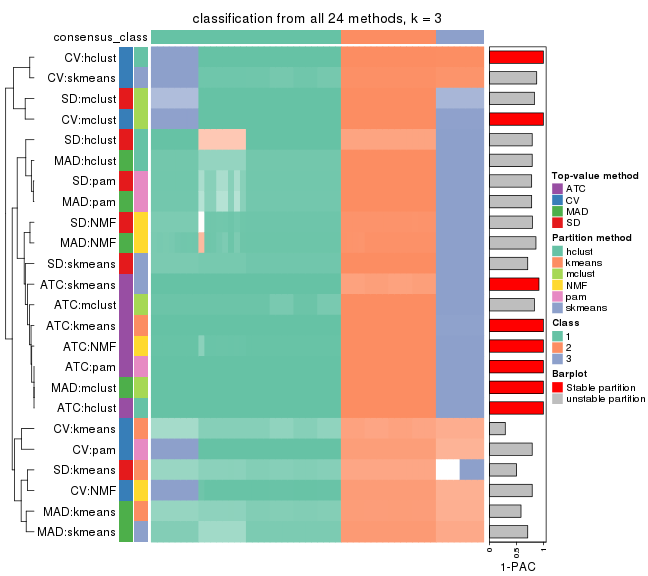 classification from all 24 methods, k = 3
consensus_class
CV:hclust
CV:skmeans
SD:mclust
CV:mclust
SD:hclust
MAD:hclust
SD:pam
MAD:pam
SD:NMF
MAD:NMF
SD:skmeans
ATC:skmeans
ATC:mclust
ATC:kmeans
ATC:NMF
ATC:pam
MAD:mclust
ATC:hclust
CV:kmeans
CV:pam
SD:kmeans
CV:NMF
MAD:kmeans
MAD:skmeans
0
0.5
1
1-PAC
Top-value method
ATC
CV
MAD
SD
Partition method
hclust
kmeans
mclust
NMF
pam
skmeans
Class
1
2
3
Barplot
Stable partition
unstable partition